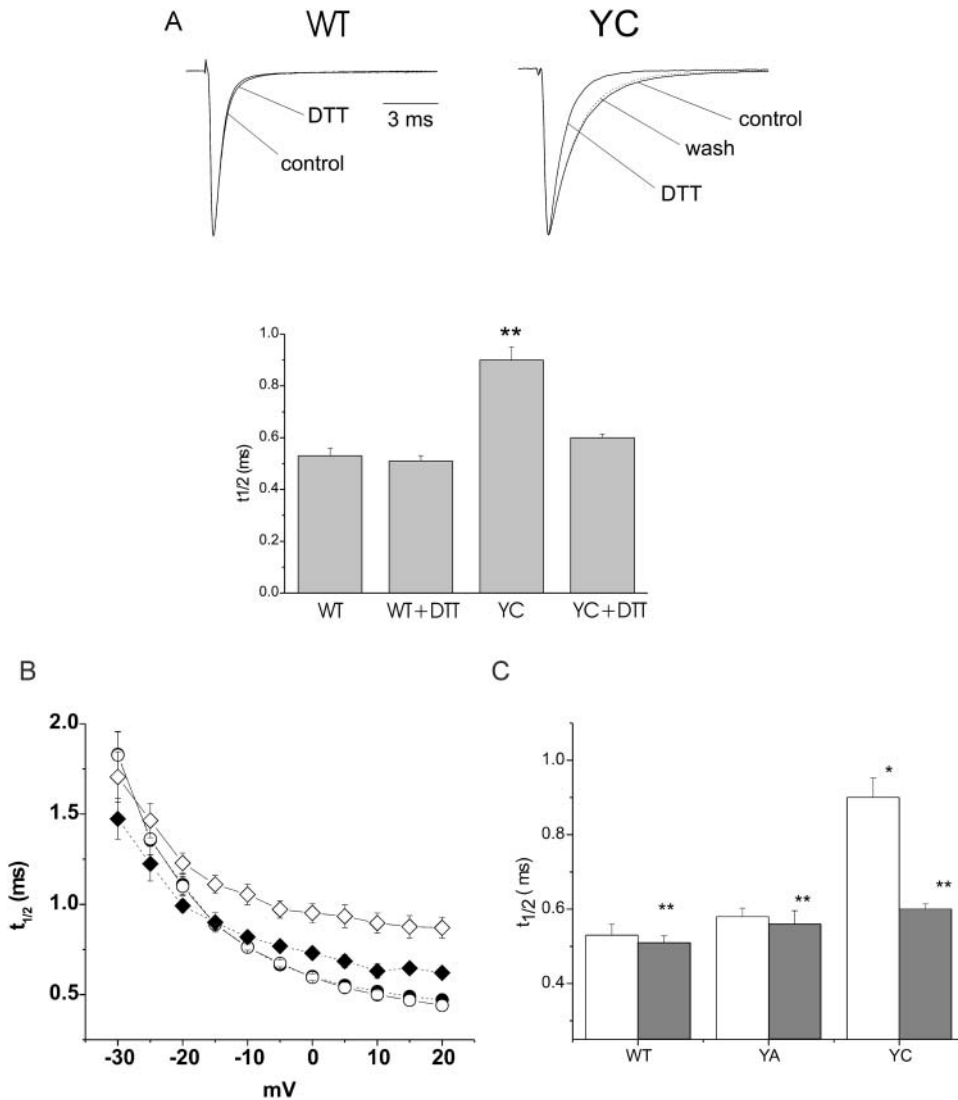 A
WT
YC
DTT
control
3 ms
control
wash
DTT
**
1.0
0.8
0.6
0.4
0.2
0.0
t1/2 (ms)
WT
WT+DTT
YC
YC+DTT
B
2.0
1.5
1.0
0.5
t1/2 (ms)
-30
-20
-10
0
10
20
mV
C
1.0
0.8
0.6
0.4
t1/2 ( ms)
**
**
*
**
WT
YA
YC